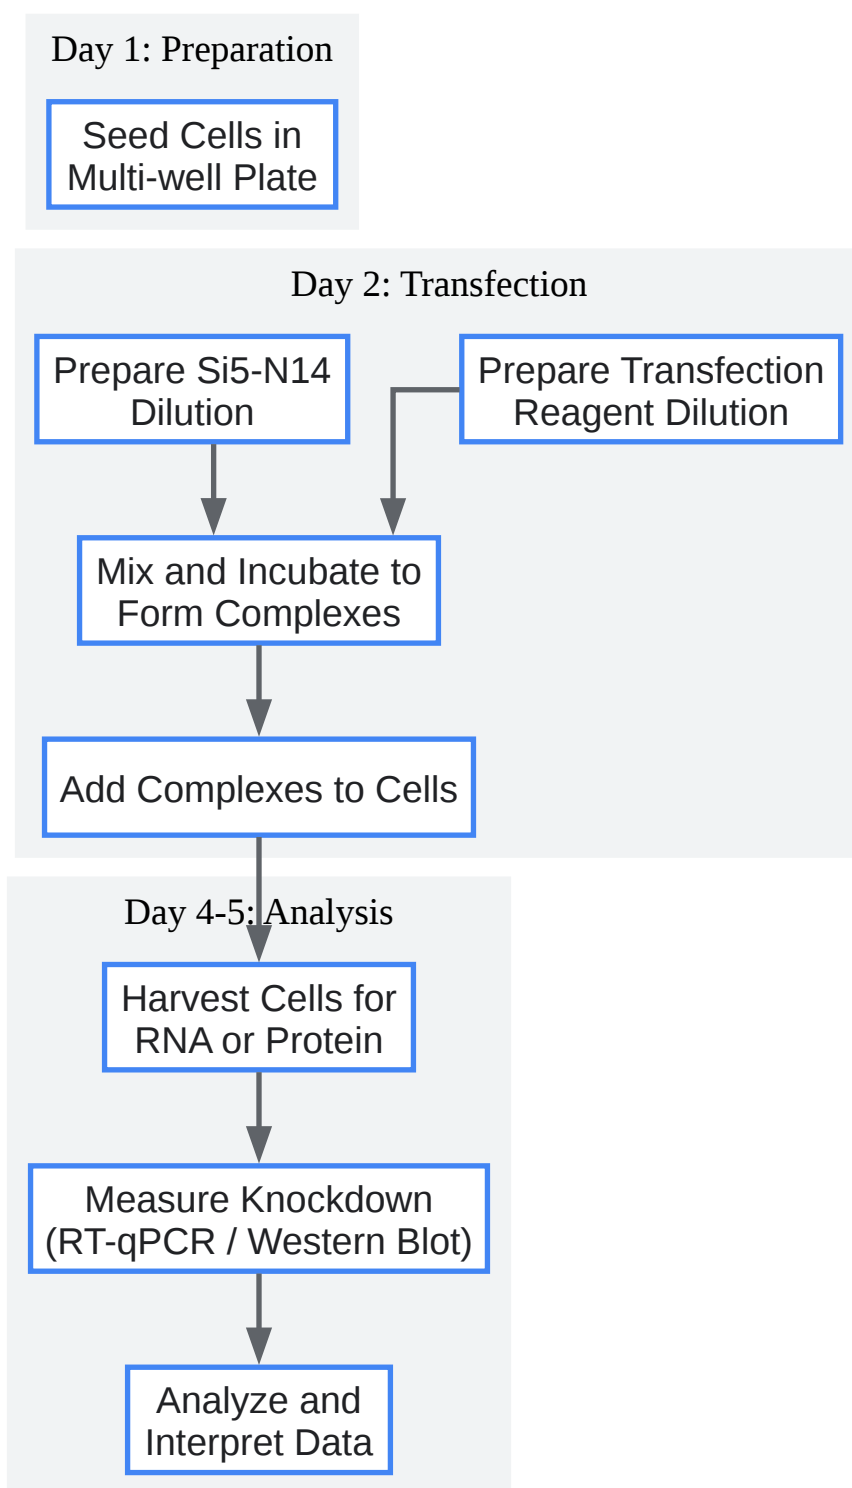 Day 1: Preparation
Seed Cells in
Multi-well Plate
Day 2: Transfection
Prepare Si5-N14
Dilution
Prepare Transfection
Reagent Dilution
Mix and Incubate to
Form Complexes
Add Complexes to Cells
Day 4-5: Analysis
Harvest Cells for
RNA or Protein
Measure Knockdown
(RT-qPCR / Western Blot)
Analyze and
Interpret Data